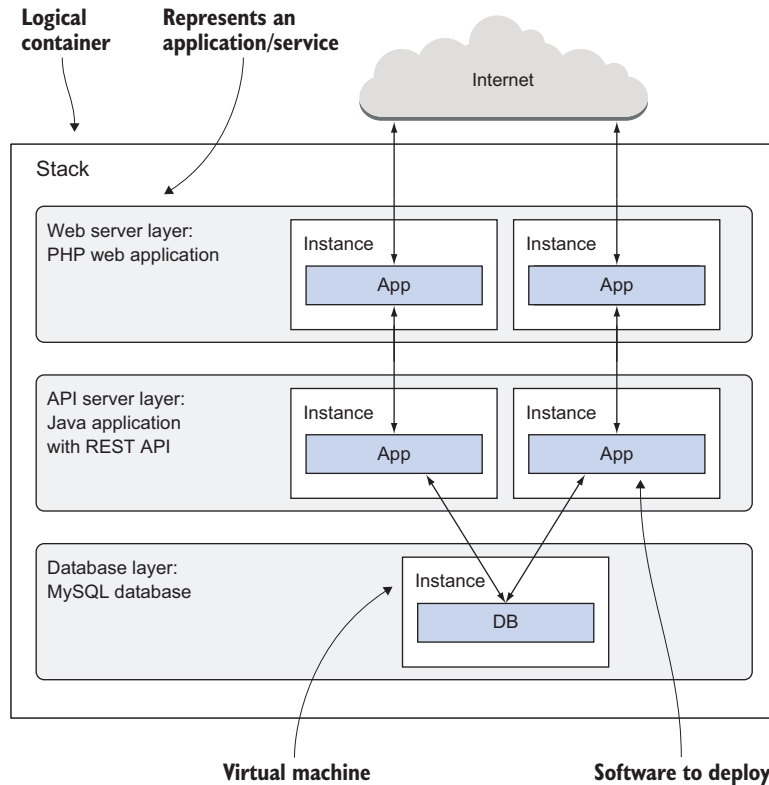 Logical
container
Represents an
application/service
Internet
Stack
Web server layer:
PHP web application
Instance
App
Instance
App
API server layer:
Java application
with REST API
Instance
App
Instance
App
Database layer:
MySQL database
Instance
DB
Virtual machine
Software to deploy